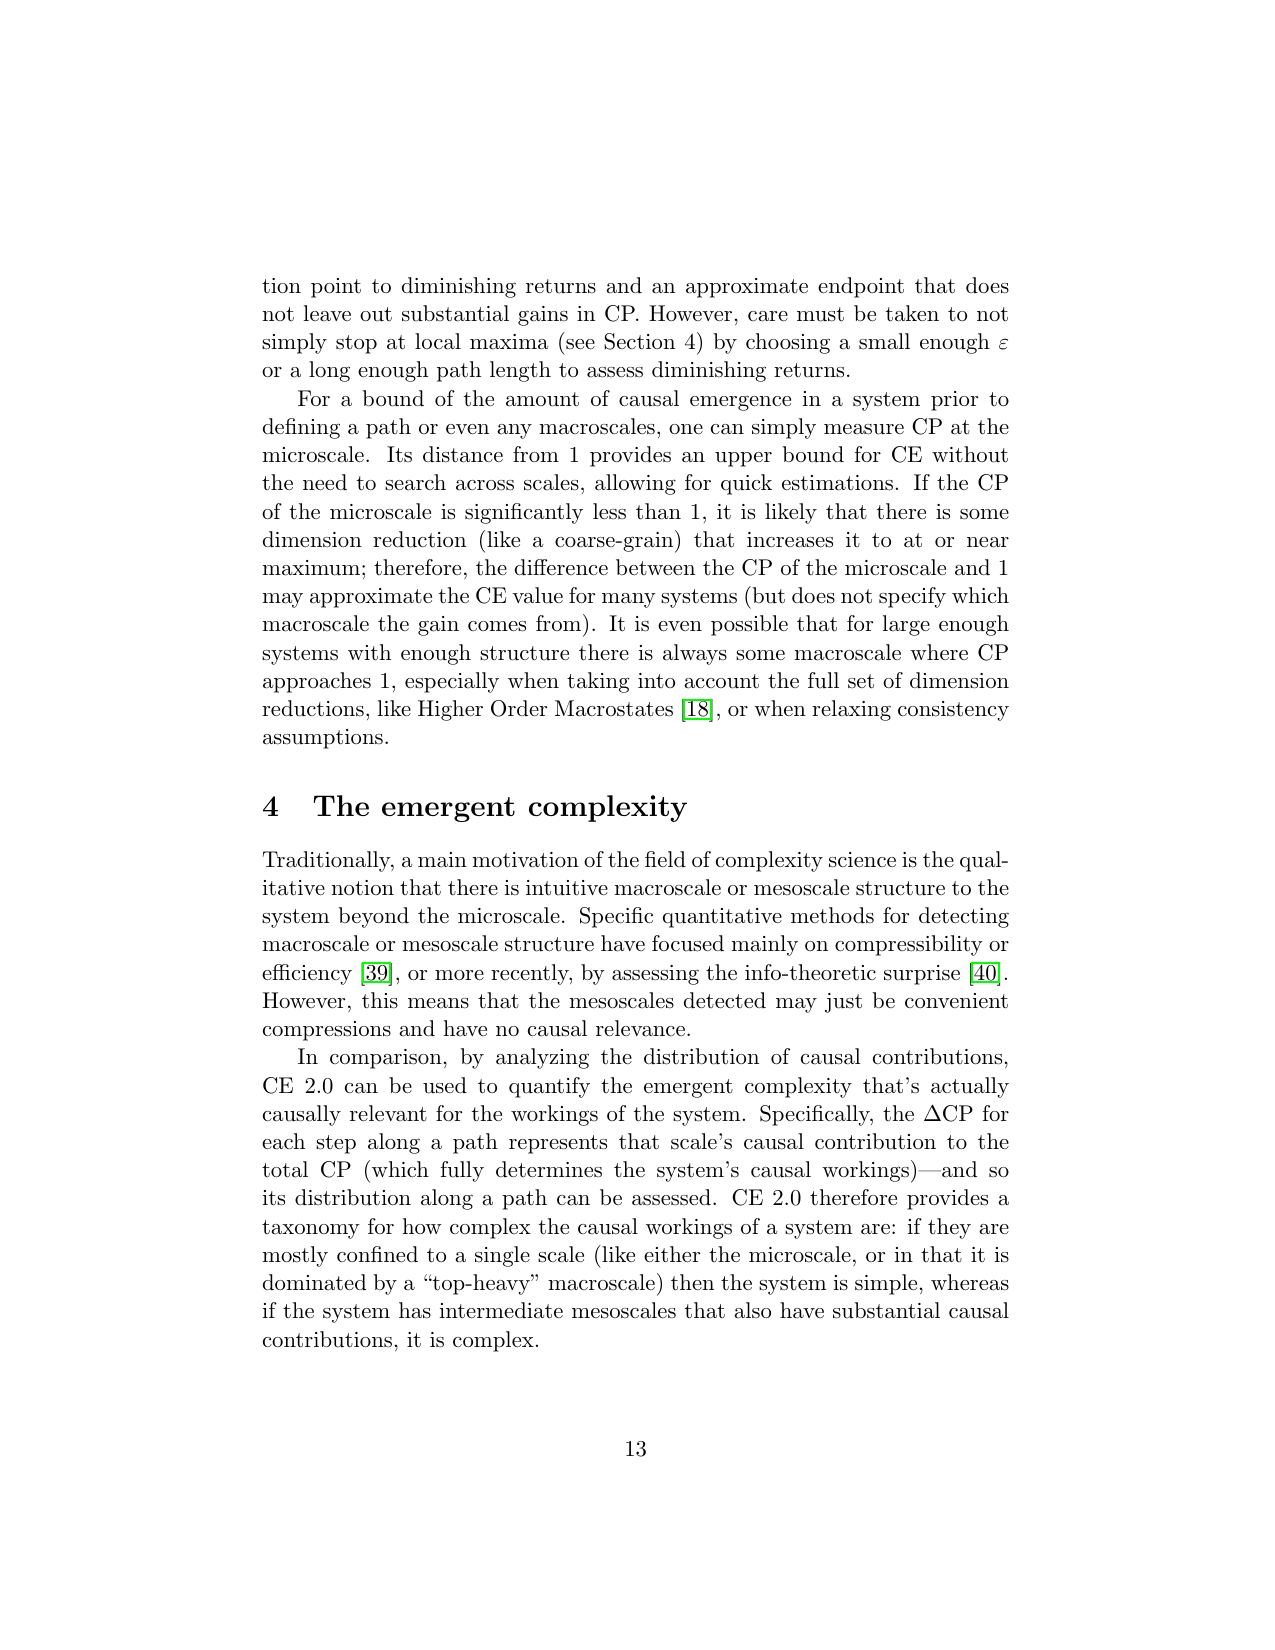 tion point to diminishing returns and an approximate endpoint that does
not leave out substantial gains in CP. However, care must be taken to not
simply stop at local maxima (see Section 4) by choosing a small enough ε
or a long enough path length to assess diminishing returns.
For a bound of the amount of causal emergence in a system prior to
defining a path or even any macroscales, one can simply measure CP at the
microscale. Its distance from 1 provides an upper bound for CE without
the need to search across scales, allowing for quick estimations. If the CP
of the microscale is significantly less than 1, it is likely that there is some
dimension reduction (like a coarse-grain) that increases it to at or near
maximum; therefore, the difference between the CP of the microscale and 1
may approximate the CE value for many systems (but does not specify which
macroscale the gain comes from). It is even possible that for large enough
systems with enough structure there is always some macroscale where CP
approaches 1, especially when taking into account the full set of dimension
reductions, like Higher Order Macrostates [18], or when relaxing consistency
assumptions.
4 The emergent complexity
Traditionally, a main motivation of the field of complexity science is the qual-
itative notion that there is intuitive macroscale or mesoscale structure to the
system beyond the microscale. Specific quantitative methods for detecting
macroscale or mesoscale structure have focused mainly on compressibility or
efficiency [39], or more recently, by assessing the info-theoretic surprise [40].
However, this means that the mesoscales detected may just be convenient
compressions and have no causal relevance.
In comparison, by analyzing the distribution of causal contributions,
CE 2.0 can be used to quantify the emergent complexity that's actually
causally relevant for the workings of the system. Specifically, the ΔCP for
each step along a path represents that scale's causal contribution to the
total CP (which fully determines the system's causal workings)—and so
its distribution along a path can be assessed. CE 2.0 therefore provides a
taxonomy for how complex the causal workings of a system are: if they are
mostly confined to a single scale (like either the microscale, or in that it is
dominated by a “top-heavy” macroscale) then the system is simple, whereas
if the system has intermediate mesoscales that also have substantial causal
contributions, it is complex.
13